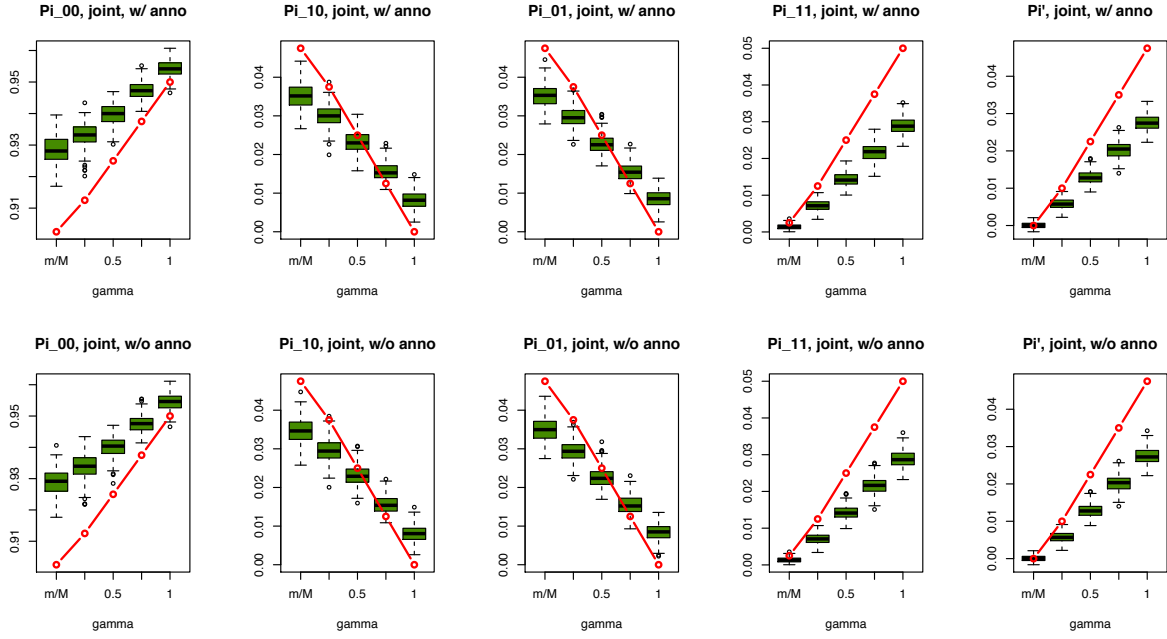 Pi_00, joint, w/ anno
Pi_10, joint, w/ anno
Pi_01, joint, w/ anno
Pi_11, joint, w/ anno
Pi', joint, w/ anno
0.91 0.93 0.95
0.00 0.01 0.02 0.03 0.04
0.00 0.01 0.02 0.03 0.04
0.00 0.01 0.02 0.03 0.04 0.05
0.00 0.01 0.02 0.03 0.04
m/M 0.5 1
m/M 0.5 1
m/M 0.5 1
m/M 0.5 1
m/M 0.5 1
gamma
gamma
gamma
gamma
gamma
Pi_00, joint, w/o anno
Pi_10, joint, w/o anno
Pi_01, joint, w/o anno
Pi_11, joint, w/o anno
Pi', joint, w/o anno
0.91 0.93 0.95
0.00 0.01 0.02 0.03 0.04
0.00 0.01 0.02 0.03 0.04
0.00 0.01 0.02 0.03 0.04 0.05
0.00 0.01 0.02 0.03 0.04
m/M 0.5 1
m/M 0.5 1
m/M 0.5 1
m/M 0.5 1
m/M 0.5 1
gamma
gamma
gamma
gamma
gamma